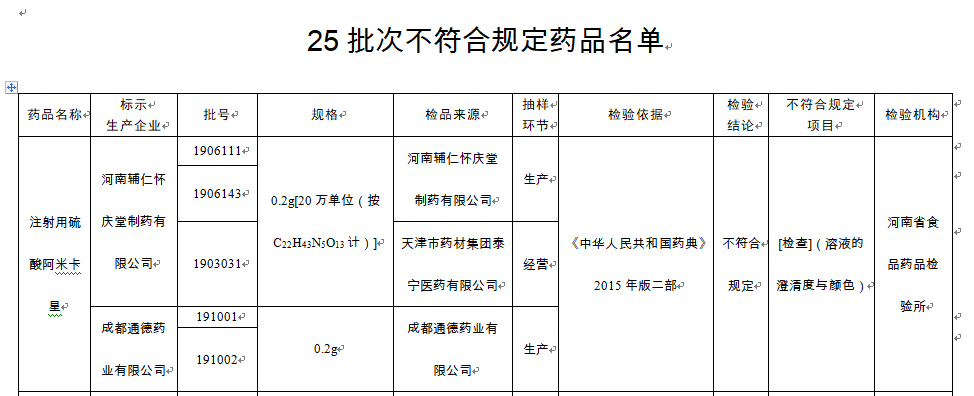 25 批次不符合规定药品名单
药品名称
标示
生产企业
批号
规格
检品来源
抽样
环节
检验依据
检验
结论
不符合规定
项目
检验机构
注射用硫
酸阿米卡
星
河南辅仁怀
庆堂制药有
限公司
1906111
1906143
1903031
0.2g[20 万单位（按
C₂₂H₄₃N₅O₁₃ 计）]
河南辅仁怀庆堂
制药有限公司
生产
天津市药材集团泰
宁医药有限公司
经营
《中华人民共和国药典》
2015 年版二部
不符合
规定
[检查]（溶液的
澄清度与颜色）
河南省食
品药品检
验所
成都通德药
业有限公司
191001
191002
0.2g
成都通德药业有
限公司
生产